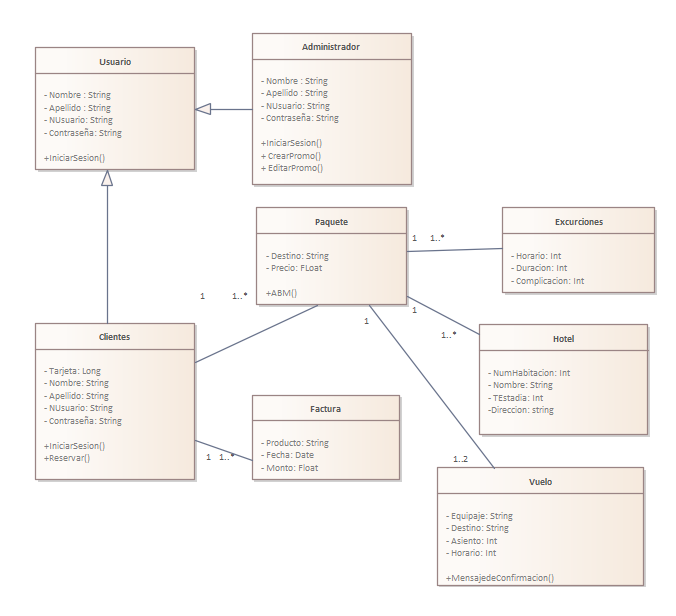 Usuario
- Nombre : String
- Apellido : String
- NUsuario: String
- Contraseña: String
+IniciarSesion()
Administrador
- Nombre : String
- Apellido : String
- NUsuario: String
- Contraseña: String
+IniciarSesion()
+ CrearPromo()
+ EditarPromo()
Paquete
- Destino: String
- Precio: FLoat
+ABM()
1 1..*
Excurciones
- Horario: Int
- Duracion: Int
- Complicacion: Int
1 1..*
Clientes
- Tarjeta: Long
- Nombre: String
- Apellido: String
- NUsuario: String
- Contraseña: String
+IniciarSesion()
+Reservar()
1
1..*
Hotel
- NumHabitacion: Int
- Nombre: String
- TEstadia: Int
-Direccion: string
1 1..*
Factura
- Producto: String
- Fecha: Date
- Monto: Float
1
1..2
Vuelo
- Equipaje: String
- Destino: String
- Asiento: Int
- Horario: Int
+MensajedeConfirmacion()